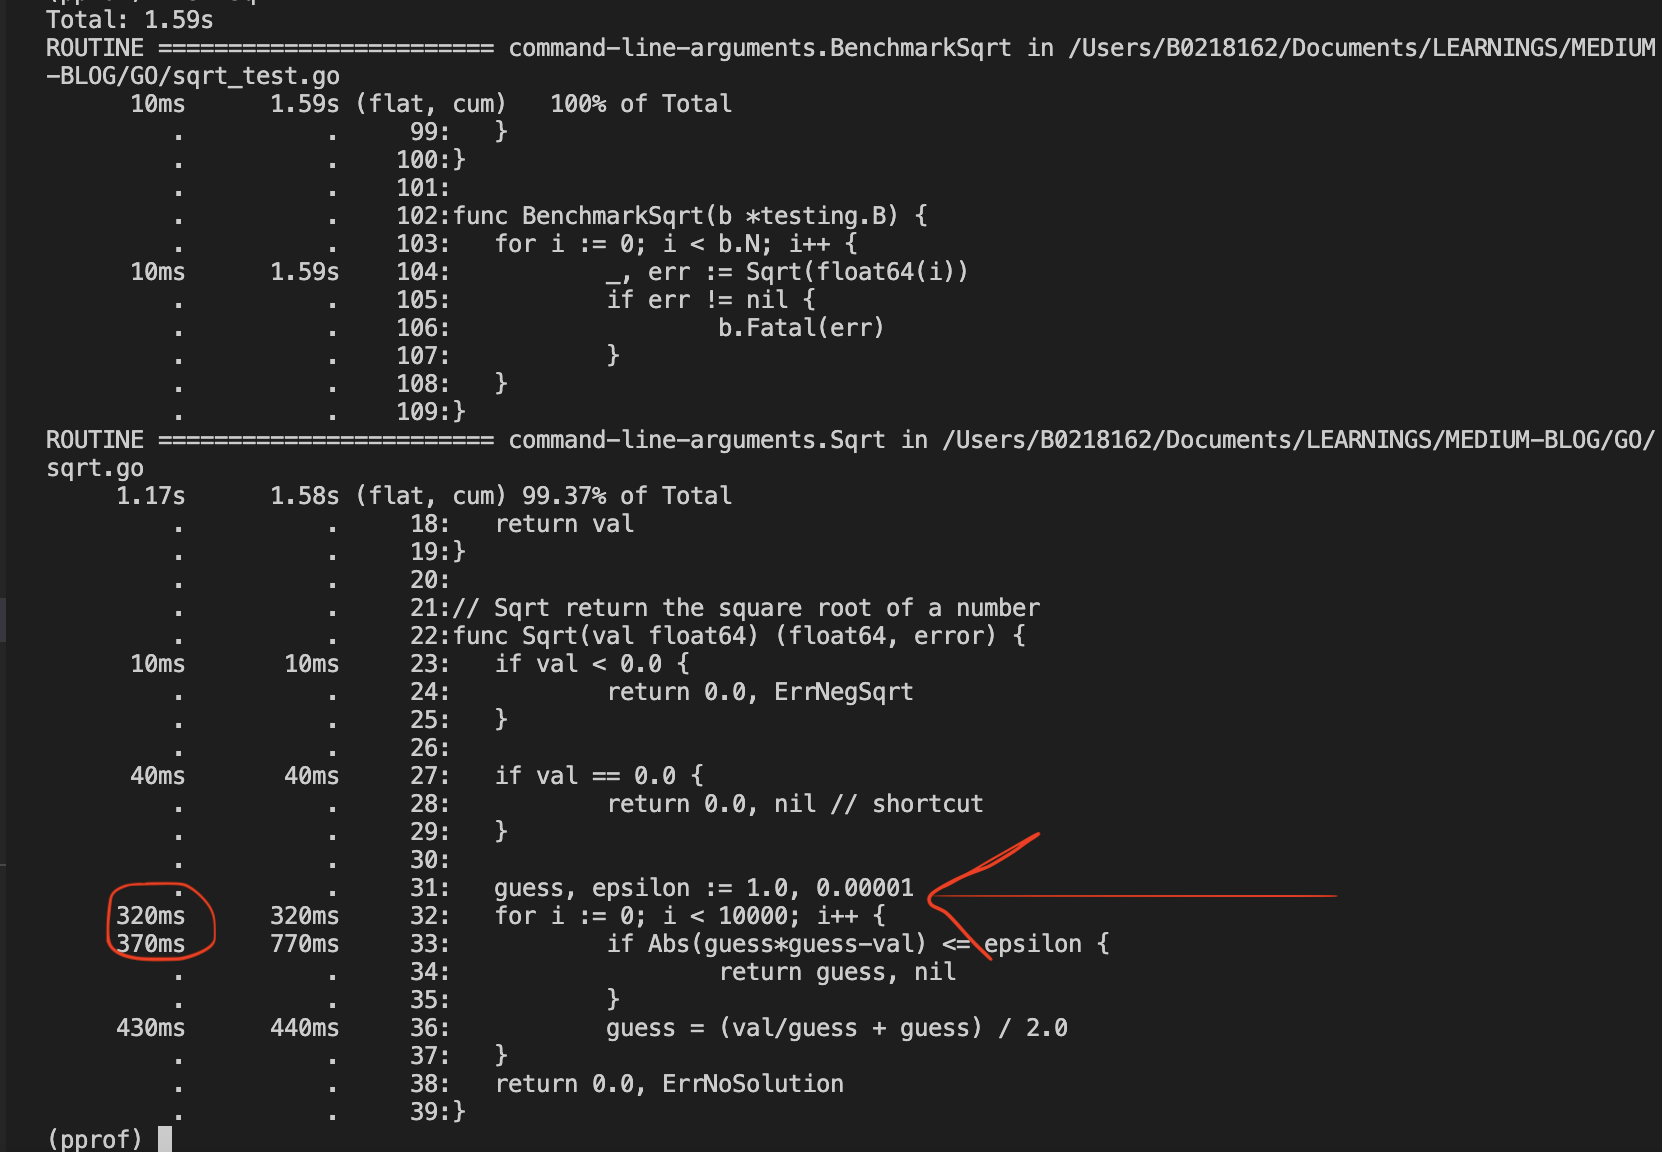 Total: 1.59s
ROUTINE ======================== command-line-arguments.BenchmarkSqrt in /Users/B0218162/Documents/LEARNINGS/MEDIUM
-BLOG/GO/sqrt_test.go
      10ms      1.59s (flat, cum)   100% of Total
         .          .     99:   }
         .          .    100:}
         .          .    101:
         .          .    102:func BenchmarkSqrt(b *testing.B) {
         .          .    103:   for i := 0; i < b.N; i++ {
      10ms      1.59s    104:           _, err := Sqrt(float64(i))
         .          .    105:           if err != nil {
         .          .    106:                   b.Fatal(err)
         .          .    107:           }
         .          .    108:   }
         .          .    109:}
ROUTINE ======================== command-line-arguments.Sqrt in /Users/B0218162/Documents/LEARNINGS/MEDIUM-BLOG/GO/
sqrt.go
     1.17s      1.58s (flat, cum) 99.37% of Total
         .          .     18:   return val
         .          .     19:}
         .          .     20:
         .          .     21:// Sqrt return the square root of a number
         .          .     22:func Sqrt(val float64) (float64, error) {
      10ms       10ms     23:   if val < 0.0 {
         .          .     24:           return 0.0, ErrNegSqrt
         .          .     25:   }
         .          .     26:
      40ms       40ms     27:   if val == 0.0 {
         .          .     28:           return 0.0, nil // shortcut
         .          .     29:   }
         .          .     30:
         .          .     31:   guess, epsilon := 1.0, 0.00001
     320ms      320ms     32:   for i := 0; i < 10000; i++ {
     370ms      770ms     33:           if Abs(guess*guess-val) <= epsilon {
         .          .     34:                   return guess, nil
         .          .     35:           }
     430ms      440ms     36:           guess = (val/guess + guess) / 2.0
         .          .     37:   }
         .          .     38:   return 0.0, ErrNoSolution
         .          .     39:}
(pprof)